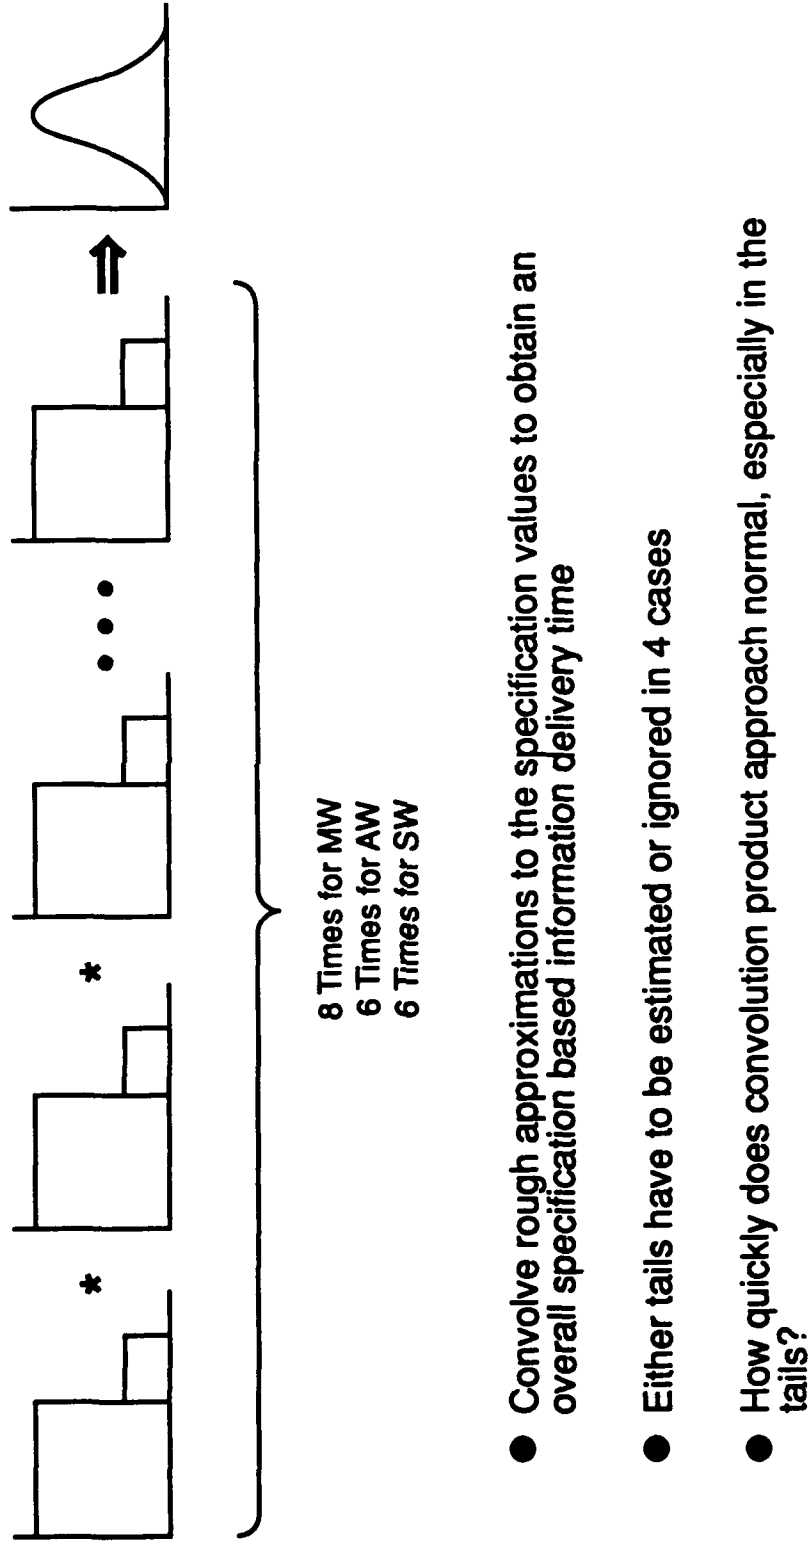 * * • • • ⇒
8 Times for MW
6 Times for AW
6 Times for SW
● Convolve rough approximations to the specification values to obtain an
overall specification based information delivery time
● Either tails have to be estimated or ignored in 4 cases
● How quickly does convolution product approach normal, especially in the
tails?